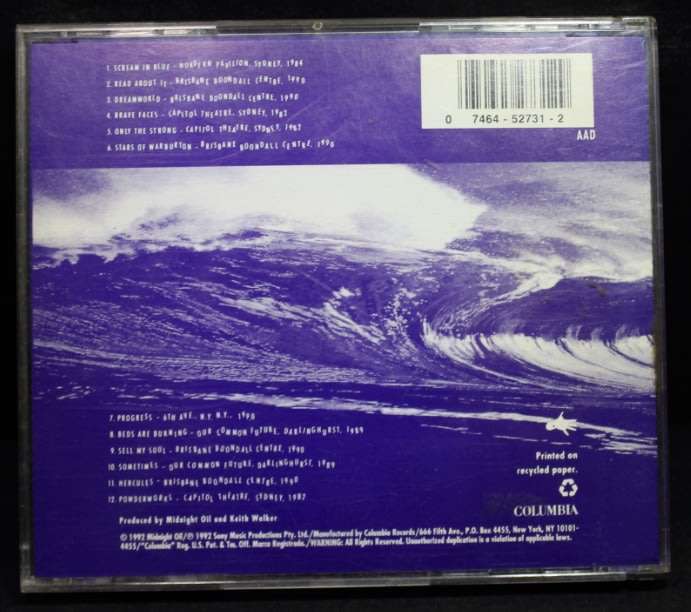 1. SCREAM IN BLUE - HORDERN PAVILION, SYDNEY, 1984
2. READ ABOUT IT - BRISBANE BOONDALL CENTRE, 1990
3. DREAMWORLD - BRISBANE BOONDALL CENTRE, 1990
4. BRAVE FACES - CAPITOL THEATRE, SYDNEY, 1982
5. ONLY THE STRONG - CAPITOL THEATRE, SYDNEY, 1982
6. STARS OF WARBURTON - BRISBANE BOONDALL CENTRE, 1990
0 7464-52731-2
AAD
7. PROGRESS - 6TH AVE., N.Y. N.Y., 1990
8. BEDS ARE BURNING - OUR COMMON FUTURE, DARLINGHURST, 1989
9. SELL MY SOUL - BRISBANE BOONDALL CENTRE, 1990
10. SOMETIMES - OUR COMMON FUTURE, DARLINGHURST, 1989
11. HERCULES - BRISBANE BOONDALL CENTRE, 1990
12. POWDERWORKS - CAPITOL THEATRE, SYDNEY, 1982
Printed on
recycled paper.
COLUMBIA
Produced by Midnight Oil and Keith Walker
© 1992 Midnight Oil/℗ 1992 Sony Music Productions Pty. Ltd./Manufactured by Columbia Records/666 Fifth Ave., P.O. Box 4455, New York, NY 10101-
4455/"Columbia" Reg. U.S. Pat. & Tm. Off. Marca Registrada./WARNING: All Rights Reserved. Unauthorized duplication is a violation of applicable laws.